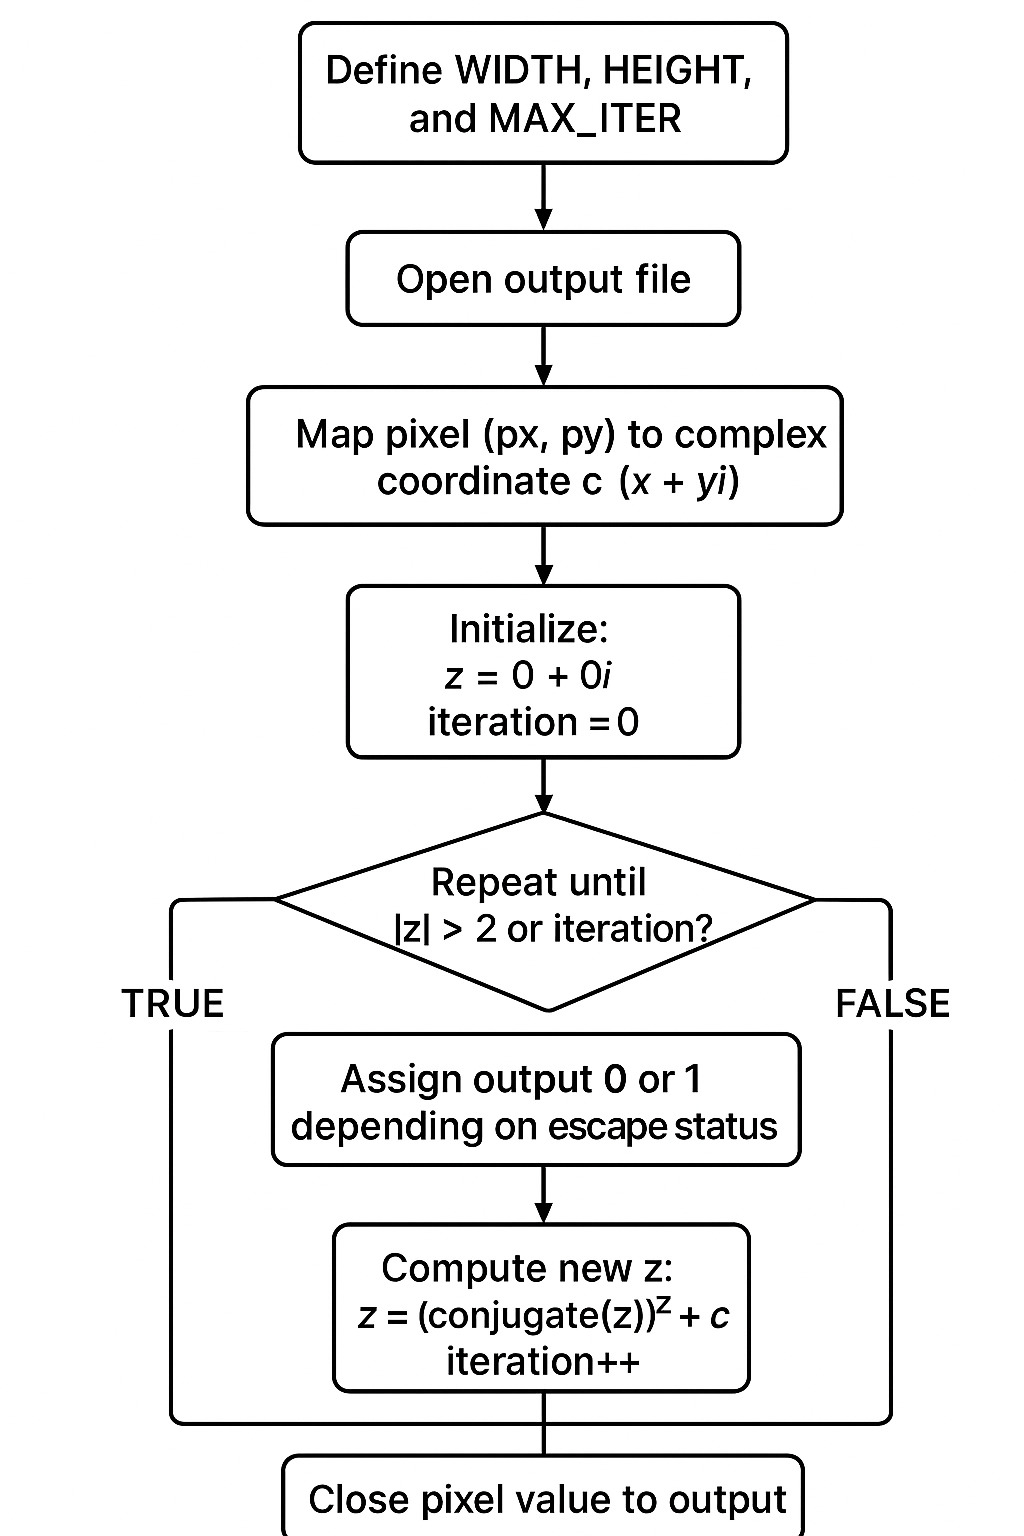 Define WIDTH, HEIGHT,
and MAX_ITER
Open output file
Map pixel (px, py) to complex
coordinate c (x + yi)
Initialize:
z = 0 + 0i
iteration = 0
Repeat until
|z| > 2 or iteration?
TRUE
FALSE
Assign output 0 or 1
depending on escape status
Compute new z:
z = (conjugate(z))^z + c
iteration++
Close pixel value to output